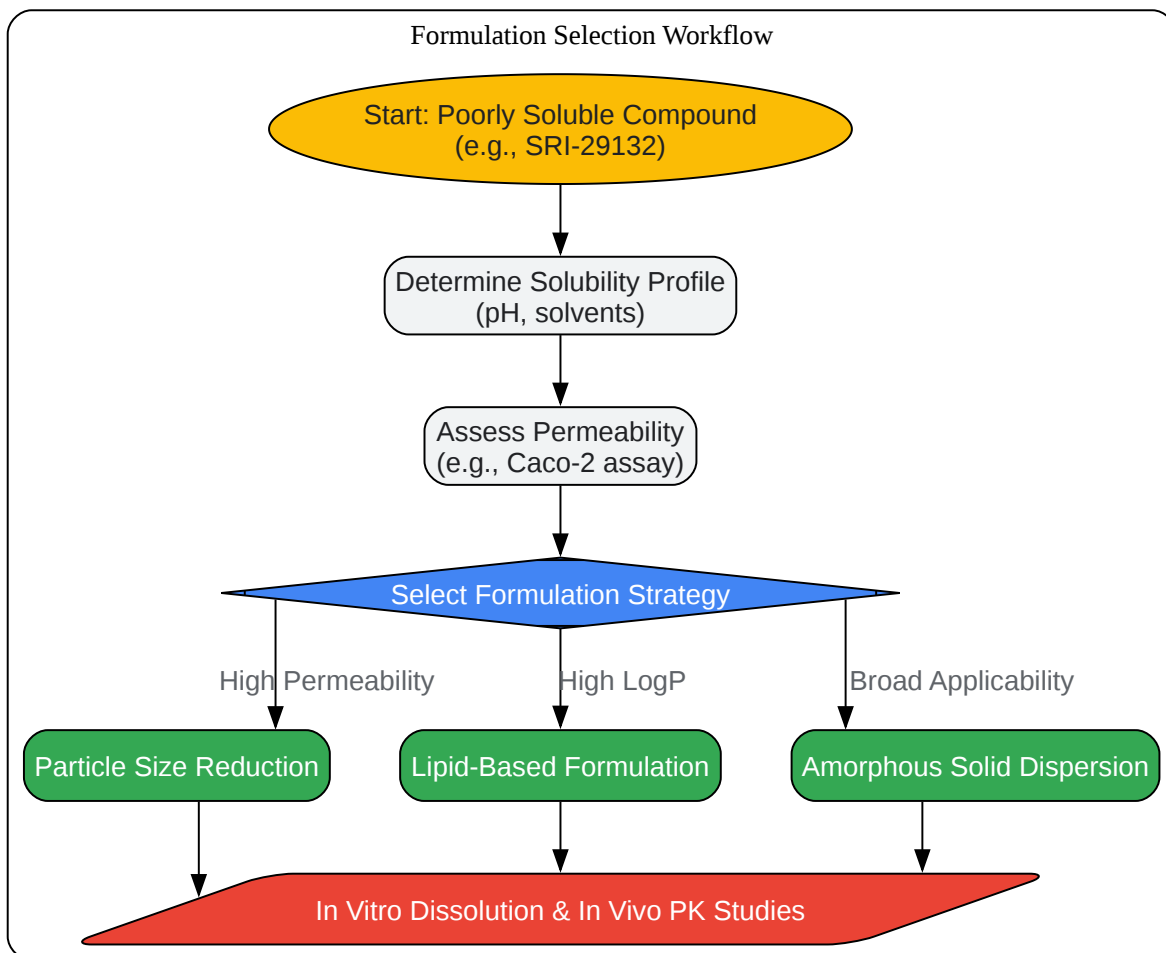 Formulation Selection Workflow
Start: Poorly Soluble Compound
(e.g., SRI-29132)
Determine Solubility Profile
(pH, solvents)
Assess Permeability
(e.g., Caco-2 assay)
Select Formulation Strategy
High Permeability
High LogP
Broad Applicability
Particle Size Reduction
Lipid-Based Formulation
Amorphous Solid Dispersion
In Vitro Dissolution & In Vivo PK Studies